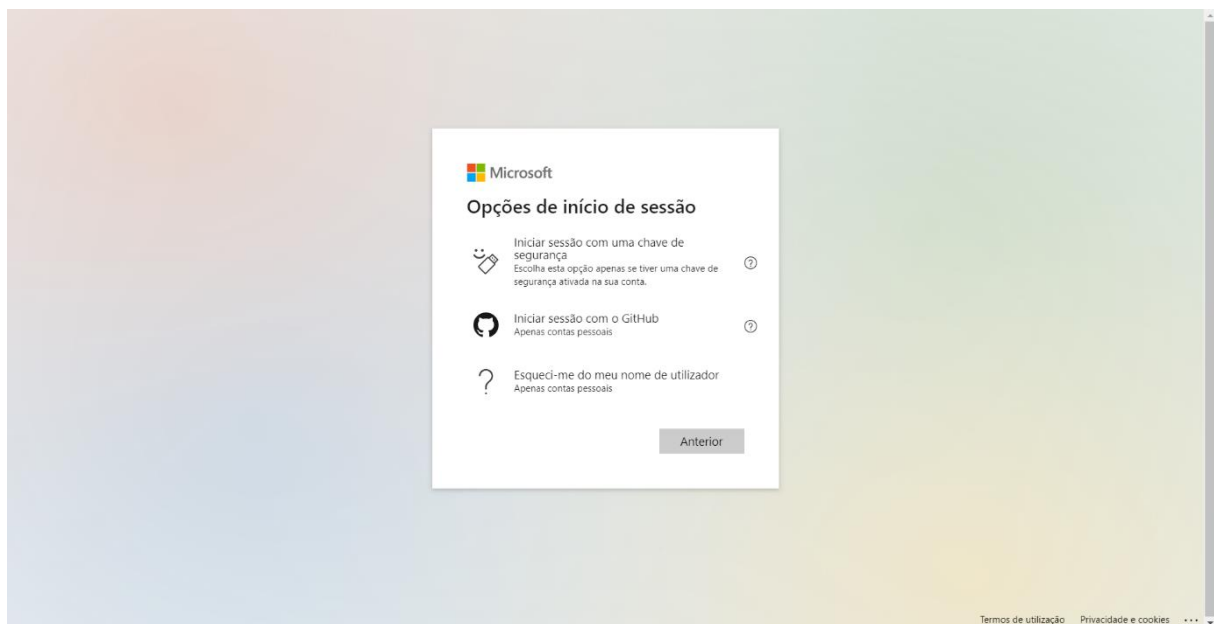 Microsoft
Opções de início de sessão
Iniciar sessão com uma chave de
segurança
Escolha esta opção apenas se tiver uma chave de
segurança ativada na sua conta.
Iniciar sessão com o GitHub
Apenas contas pessoais
Esqueci-me do meu nome de utilizador
Apenas contas pessoais
Anterior
Termos de utilização Privacidade e cookies ...